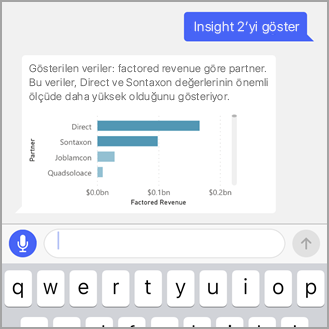 Insight 2'yi göster
Gösterilen veriler: factored revenue göre partner.
Bu veriler, Direct ve Sontaxon değerlerinin önemli
ölçüde daha yüksek olduğunu gösteriyor.
Partner
Direct
Sontaxon
Joblamcon
Quadsoloace
$0.0bn $0.1bn $0.2bn
Factored Revenue
q w e r t y u i o p